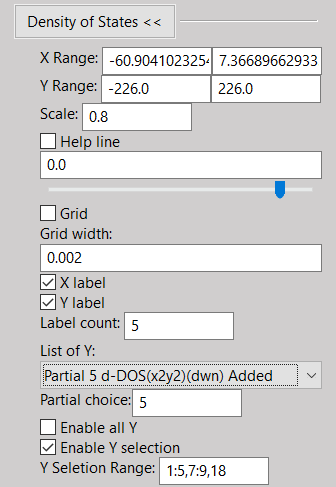 Density of States <<
X Range: -60.9041023254 7.36689662933
Y Range: -226.0 226.0
Scale: 0.8
Help line
0.0
Grid
Grid width:
0.002
X label
Y label
Label count: 5
List of Y:
Partial 5 d-DOS(x2y2)(dwn) Added
Partial choice: 5
Enable all Y
Enable Y selection
Y Seletion Range: 1:5,7:9,18